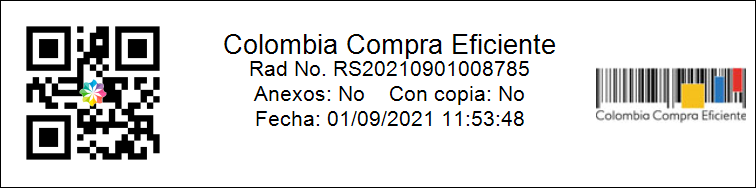 Colombia Compra Eficiente
Rad No. RS20210901008785
Anexos: No    Con copia: No
Fecha: 01/09/2021 11:53:48
Colombia Compra Eficiente